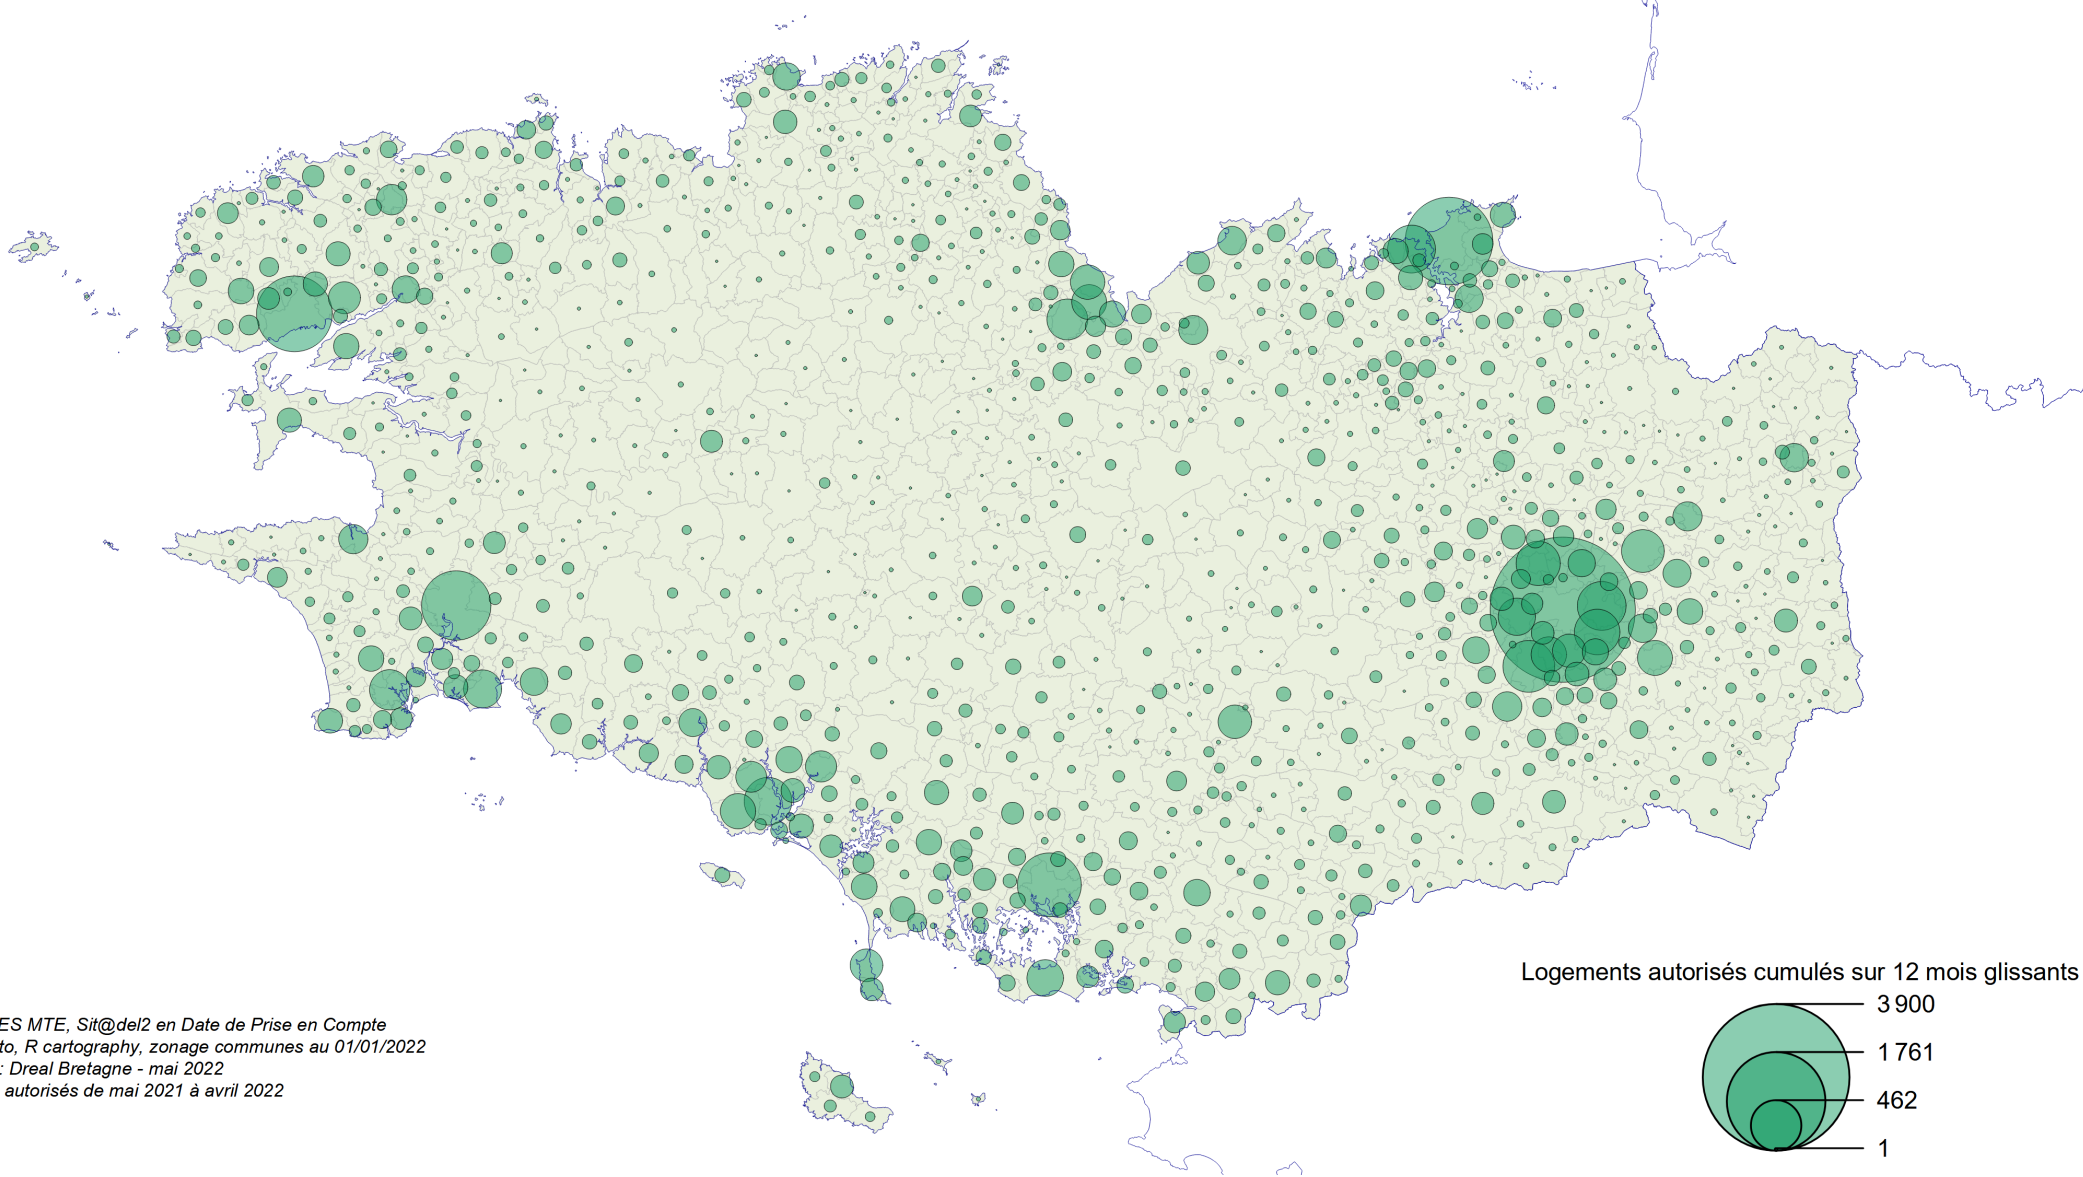 Logements autorisés cumulés sur 12 mois glissants
3 900
1 761
462
1
ES MTE, Sit@del2 en Date de Prise en Compte
to, R cartography, zonage communes au 01/01/2022
: Dreal Bretagne - mai 2022
autorisés de mai 2021 à avril 2022